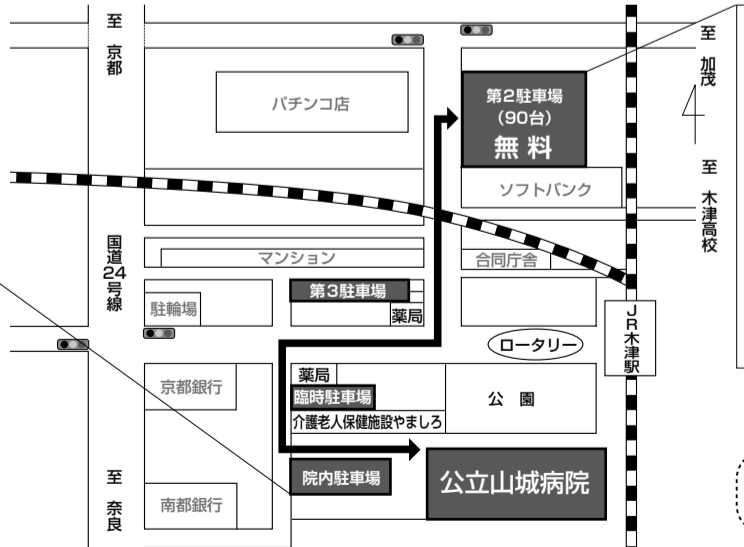 至 京都
至 加茂
パチンコ店
第2駐車場
（90台）
無料
ソフトバンク
至 木津高校
国道24号線
マンション
合同庁舎
第3駐車場
駐輪場
薬局
ロータリー
JR木津駅
京都銀行
薬局
臨時駐車場
介護老人保健施設やましろ
公園
院内駐車場
公立山城病院
至 奈良
南都銀行